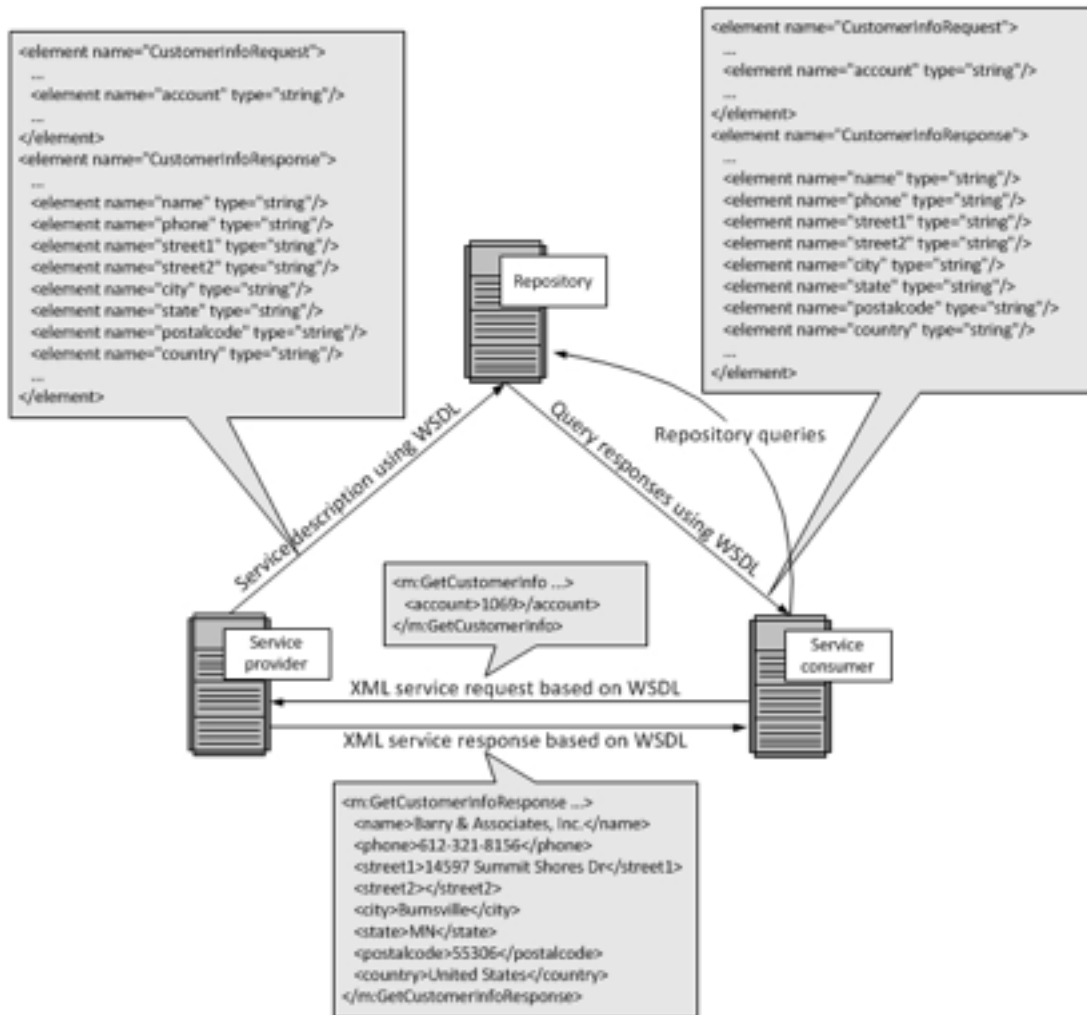 <element name="CustomerInfoRequest">
...
<element name="account" type="string"/>
...
</element>
<element name="CustomerInfoResponse">
...
<element name="name" type="string"/>
<element name="phone" type="string"/>
<element name="street1" type="string"/>
<element name="street2" type="string"/>
<element name="city" type="string"/>
<element name="state" type="string"/>
<element name="postalcode" type="string"/>
<element name="country" type="string"/>
...
</element>
<element name="CustomerInfoRequest">
...
<element name="account" type="string"/>
...
</element>
<element name="CustomerInfoResponse">
...
<element name="name" type="string"/>
<element name="phone" type="string"/>
<element name="street1" type="string"/>
<element name="street2" type="string"/>
<element name="city" type="string"/>
<element name="state" type="string"/>
<element name="postalcode" type="string"/>
<element name="country" type="string"/>
...
</element>
Repository
Service description using WSDL
Query responses using WSDL
Repository queries
<m:GetCustomerInfo ...>
<account>1069>/account>
</m:GetCustomerInfo>
Service
provider
Service
consumer
XML service request based on WSDL
XML service response based on WSDL
<m:GetCustomerInfoResponse ...>
<name>Barry & Associates, Inc.</name>
<phone>612-321-8156</phone>
<street1>14597 Summit Shores Dr</street1>
<street2></street2>
<city>Burnsville</city>
<state>MN</state>
<postalcode>55306</postalcode>
<country>United States</country>
</m:GetCustomerInfoResponse>